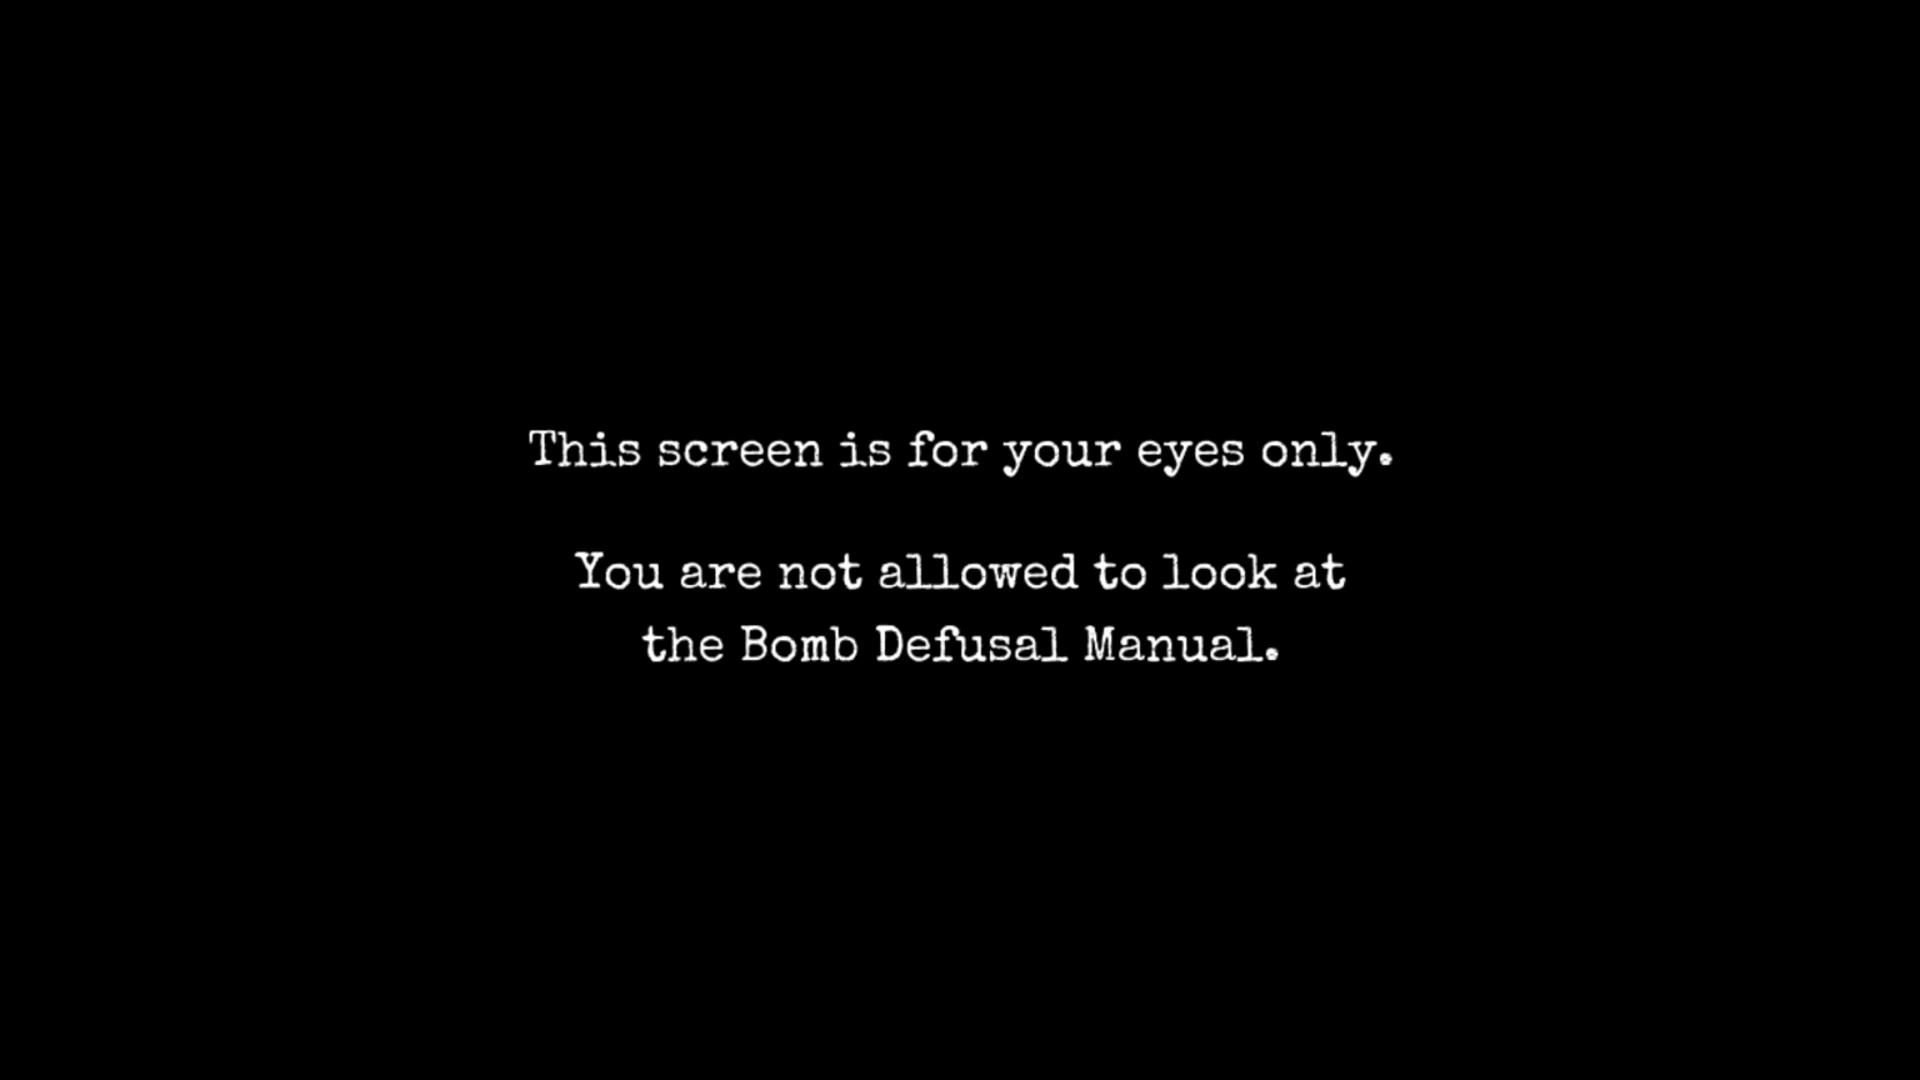 This screen is for your eyes only.
You are not allowed to look at
the Bomb Defusal Manual.